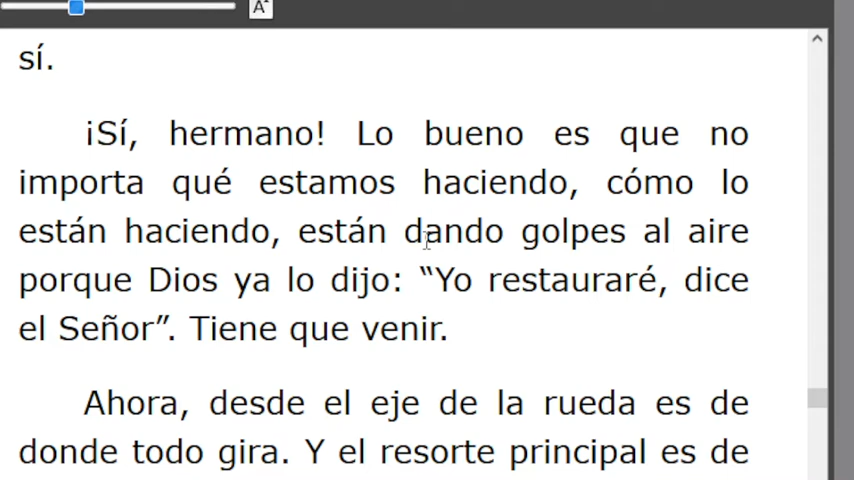 A
sí.
¡Sí, hermano! Lo bueno es que no
importa qué estamos haciendo, cómo lo
están haciendo, están dando golpes al aire
porque Dios ya lo dijo: “Yo restauraré, dice
el Señor”. Tiene que venir.
Ahora, desde el eje de la rueda es de
donde todo gira. Y el resorte principal es de